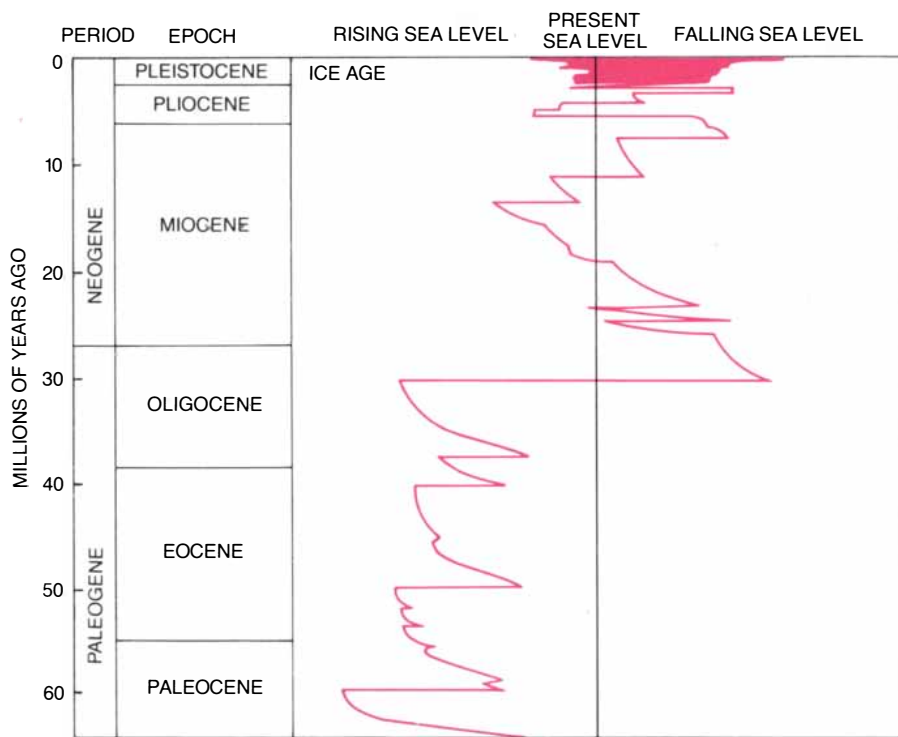 PERIOD EPOCH RISING SEA LEVEL PRESENT SEA LEVEL FALLING SEA LEVEL
0
PLEISTOCENE
ICE AGE
PLIOCENE
10
MIOCENE
NEOGENE
20
MILLIONS OF YEARS AGO
30
OLIGOCENE
40
EOCENE
50
PALEOGENE
PALEOCENE
60